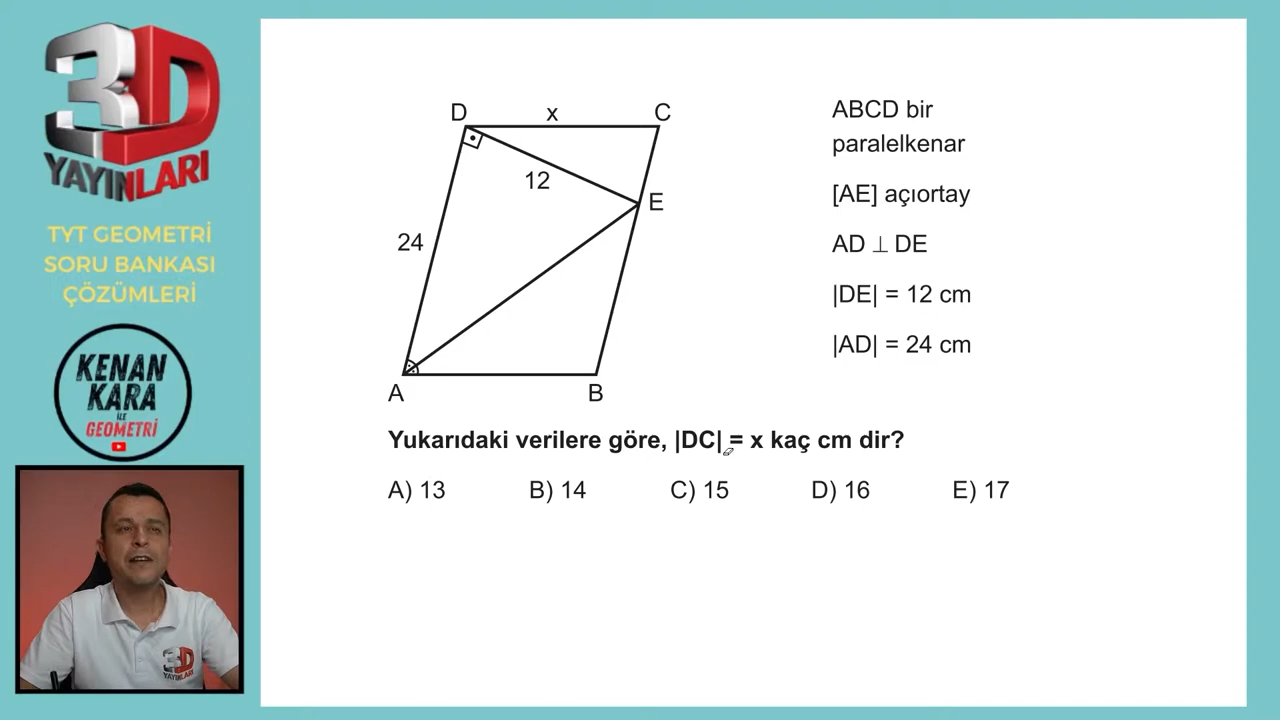 3D
YAYINLARI
TYT GEOMETRİ
SORU BANKASI
ÇÖZÜMLERİ
KENAN
KARA
İLE
GEOMETRİ
3D
YAYINLARI
D
x
C
12
E
24
A
B
ABCD bir
paralelkenar
[AE] açıortay
AD ⊥ DE
|DE| = 12 cm
|AD| = 24 cm
Yukarıdaki verilere göre, |DC| = x kaç cm dir?
A) 13 B) 14 C) 15 D) 16 E) 17